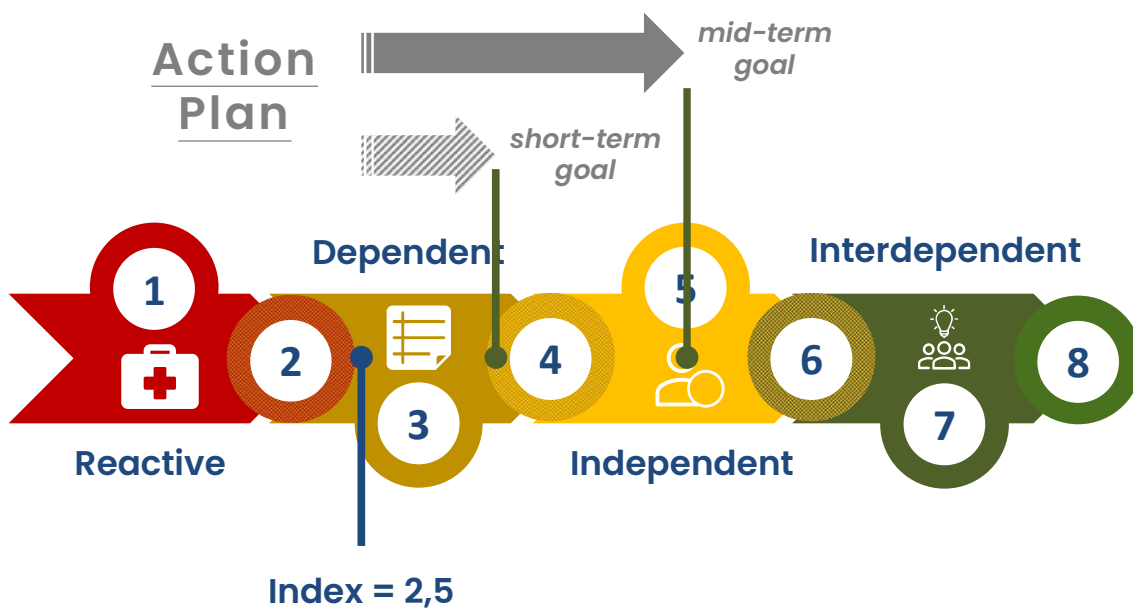 Action
Plan
mid-term
goal
short-term
goal
Dependent
Interdependent
1
2
3
4
5
6
7
8
Reactive
Independent
Index = 2,5